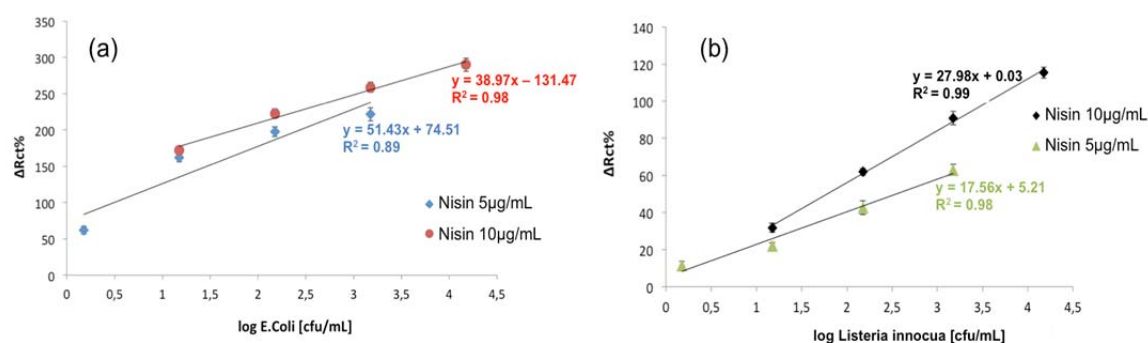 (a)
350
300
250
200
150
100
50
0
ΔRct%
0 0,5 1 1,5 2 2,5 3 3,5 4 4,5
log E.Coli [cfu/mL]
y = 38.97x – 131.47
R² = 0.98
y = 51.43x + 74.51
R² = 0.89
Nisin 5µg/mL
Nisin 10µg/mL
(b)
140
120
100
80
60
40
20
0
ΔRct%
0 0,5 1 1,5 2 2,5 3 3,5 4 4,5
log Listeria innocua [cfu/mL]
y = 27.98x + 0.03
R² = 0.99
Nisin 10µg/mL
Nisin 5µg/mL
y = 17.56x + 5.21
R² = 0.98